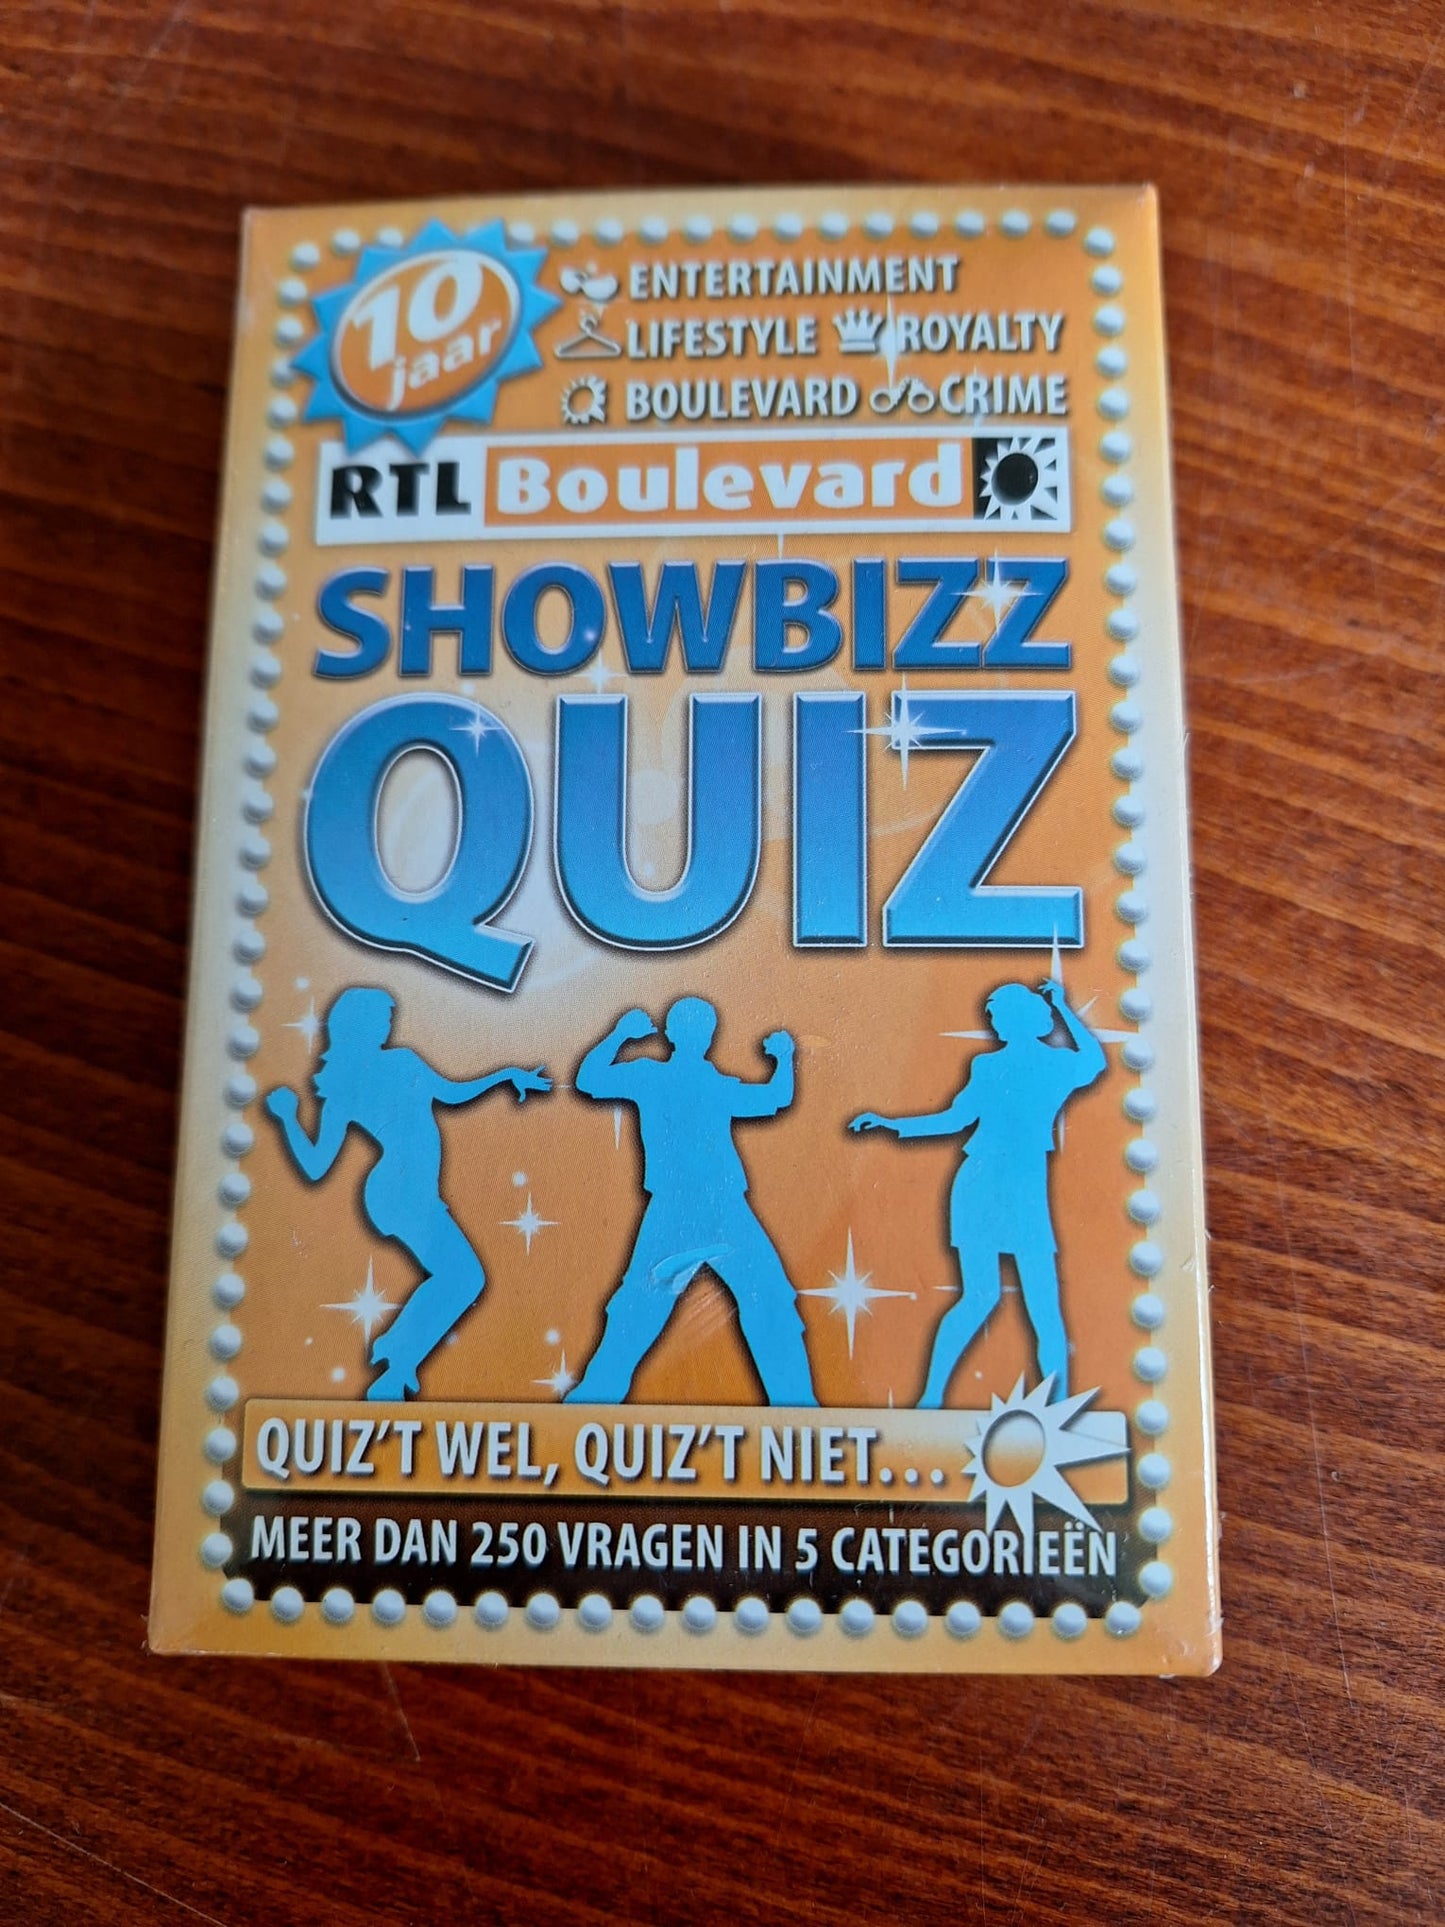 10
jaar
ENTERTAINMENT
LIFESTYLE ROYALTY
BOULEVARD CRIME
RTL Boulevard
SHOWBIZZ
QUIZ
QUIZ'T WEL, QUIZ'T NIET...
MEER DAN 250 VRAGEN IN 5 CATEGORIEËN